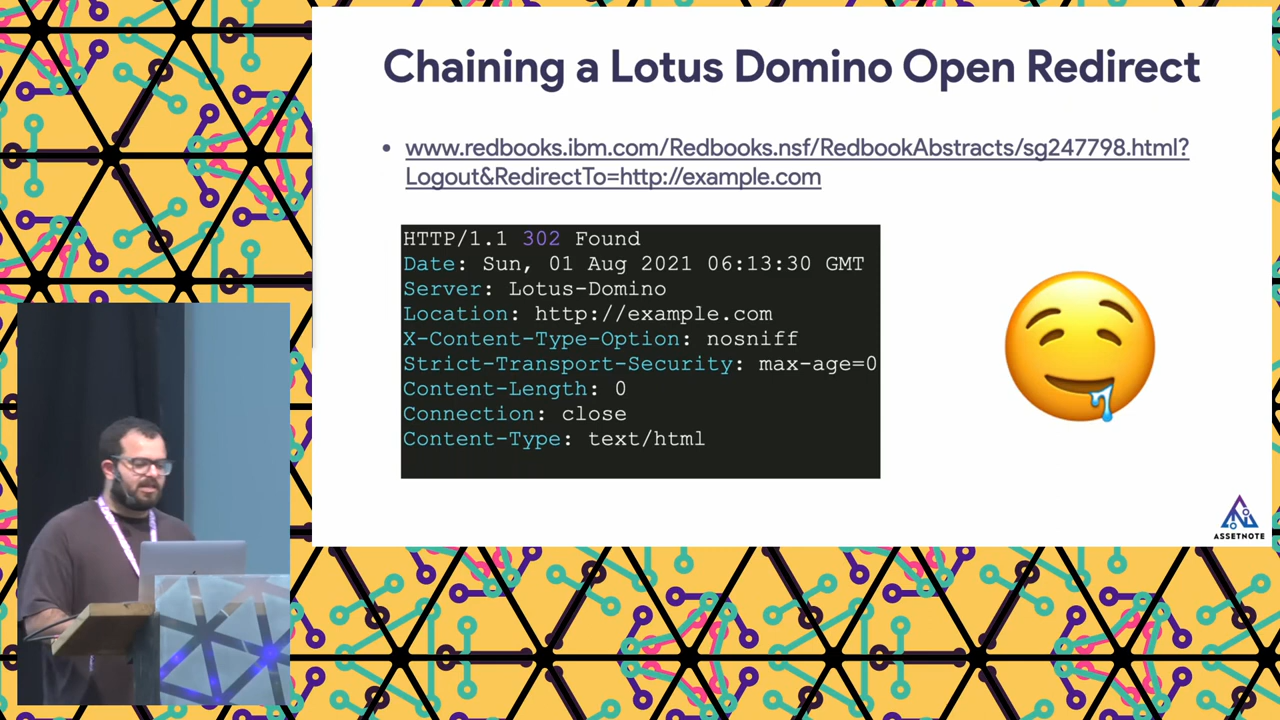 Chaining a Lotus Domino Open Redirect
• www.redbooks.ibm.com/Redbooks.nsf/RedbookAbstracts/sg247798.html?
Logout&RedirectTo=http://example.com
HTTP/1.1 302 Found
Date: Sun, 01 Aug 2021 06:13:30 GMT
Server: Lotus-Domino
Location: http://example.com
X-Content-Type-Option: nosniff
Strict-Transport-Security: max-age=0
Content-Length: 0
Connection: close
Content-Type: text/html
ASSETNOTE